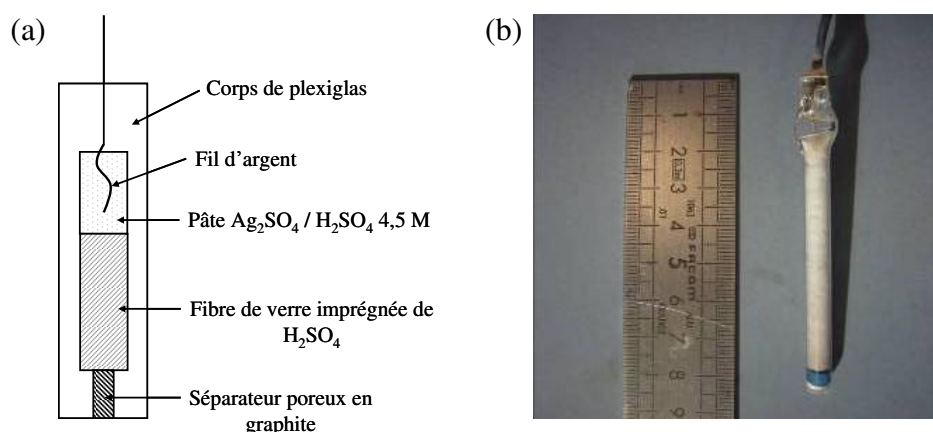 (a)
Corps de plexiglas
Fil d'argent
Pâte Ag₂SO₄ / H₂SO₄ 4,5 M
Fibre de verre imprégnée de
H₂SO₄
Séparateur poreux en
graphite
(b)
1
2
3
4
5
6
7
8
9
FACOM